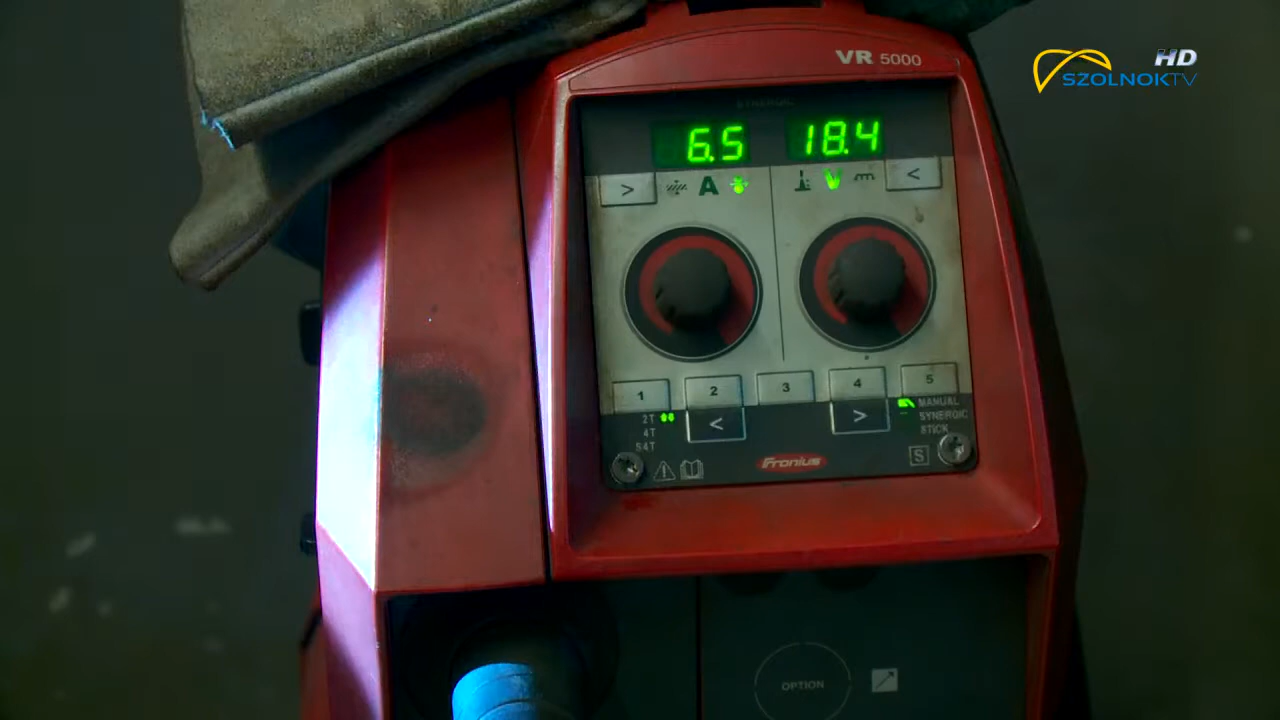 HD
SZOLNOKTV
VR 5000
SYNERGIC
6.5 18.4
> A <
1 2 3 4 5
2T < > MANUAL
4T SYNERGIC
S4T STICK
Fronius S
OPTION